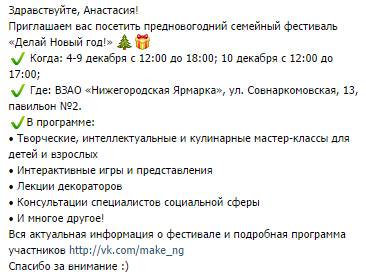 Здравствуйте, Анастасия!
Приглашаем вас посетить предновогодний семейный фестиваль
«Делай Новый год!» 🎄🎁
✔ Когда: 4-9 декабря с 12:00 до 18:00; 10 декабря с 12:00 до
17:00;
✔ Где: ВЗАО «Нижегородская Ярмарка», ул. Совнаркомовская, 13,
павильон №2.
✔ В программе:
• Творческие, интеллектуальные и кулинарные мастер-классы для
детей и взрослых
• Интерактивные игры и представления
• Лекции декораторов
• Консультации специалистов социальной сферы
• И многое другое!
Вся актуальная информация о фестивале и подробная программа
участников http://vk.com/make_ng
Спасибо за внимание :)